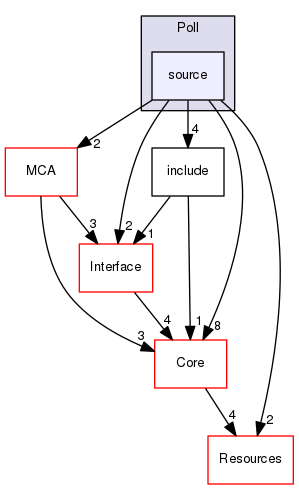 Poll
source
4
2
MCA
include
3
2
1
Interface
4
1
8
3
Core
4
2
Resources